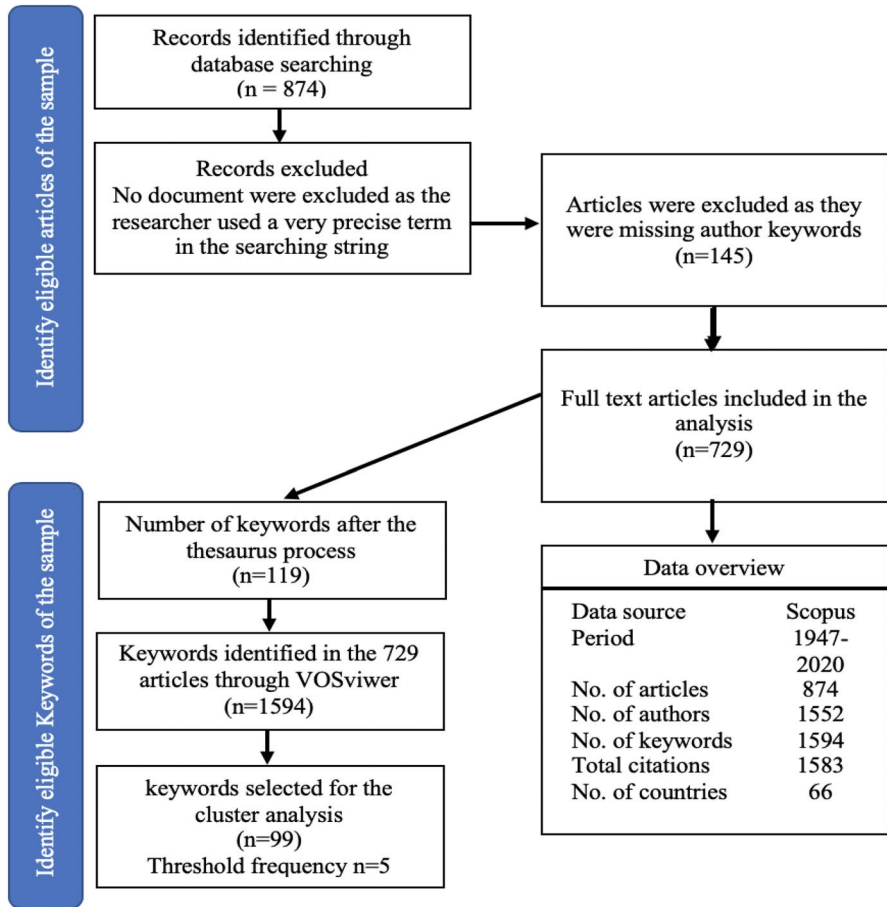 Identify eligible articles of the sample
Records identified through
database searching
(n = 874)
Records excluded
No document were excluded as the
researcher used a very precise term
in the searching string
Articles were excluded as they
were missing author keywords
(n=145)
Full text articles included in the
analysis
(n=729)
Identify eligible Keywords of the sample
Number of keywords after the
thesaurus process
(n=119)
Keywords identified in the 729
articles through VOSviwer
(n=1594)
keywords selected for the
cluster analysis
(n=99)
Threshold frequency n=5
Data overview
Data source Scopus
Period 1947-
2020
No. of articles 874
No. of authors 1552
No. of keywords 1594
Total citations 1583
No. of countries 66